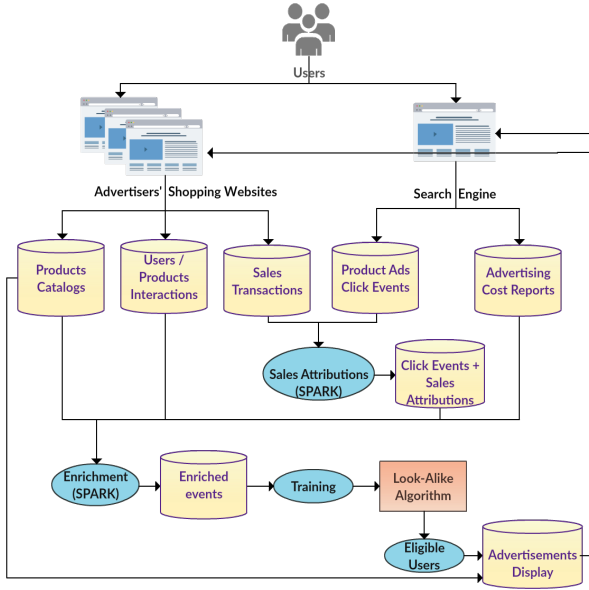 Users
Advertisers' Shopping Websites
Search Engine
Products
Catalogs
Users /
Products
Interactions
Sales
Transactions
Product Ads
Click Events
Advertising
Cost Reports
Sales Attributions
(SPARK)
Click Events +
Sales
Attributions
Enrichment
(SPARK)
Enriched
events
Training
Look-Alike
Algorithm
Eligible
Users
Advertisements
Display